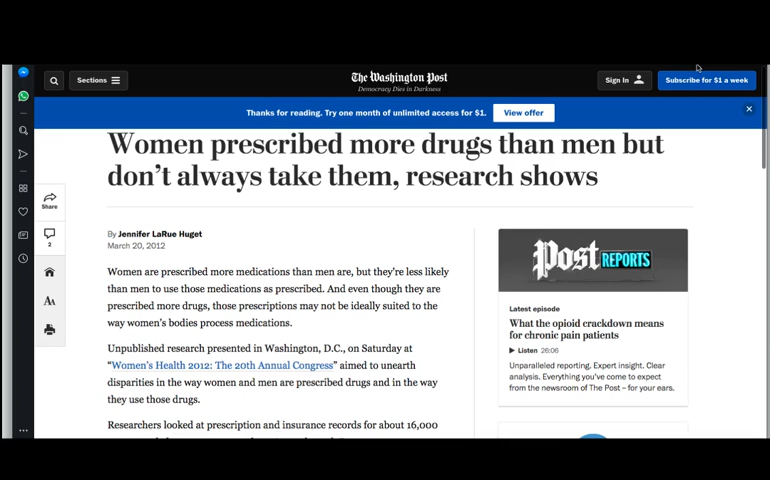 Sections
The Washington Post
Democracy Dies in Darkness
Sign In
Subscribe for $1 a week
Thanks for reading. Try one month of unlimited access for $1.
View offer
Women prescribed more drugs than men but
don't always take them, research shows
Share
2
AA
By Jennifer LaRue Huget
March 20, 2012
Women are prescribed more medications than men are, but they're less likely
than men to use those medications as prescribed. And even though they are
prescribed more drugs, those prescriptions may not be ideally suited to the
way women's bodies process medications.
Unpublished research presented in Washington, D.C., on Saturday at
"Women's Health 2012: The 20th Annual Congress" aimed to unearth
disparities in the way women and men are prescribed drugs and in the way
they use those drugs.
Researchers looked at prescription and insurance records for about 16,000
Post REPORTS
Latest episode
What the opioid crackdown means
for chronic pain patients
Listen 26:06
Unparalleled reporting. Expert insight. Clear
analysis. Everything you've come to expect
from the newsroom of The Post – for your ears.